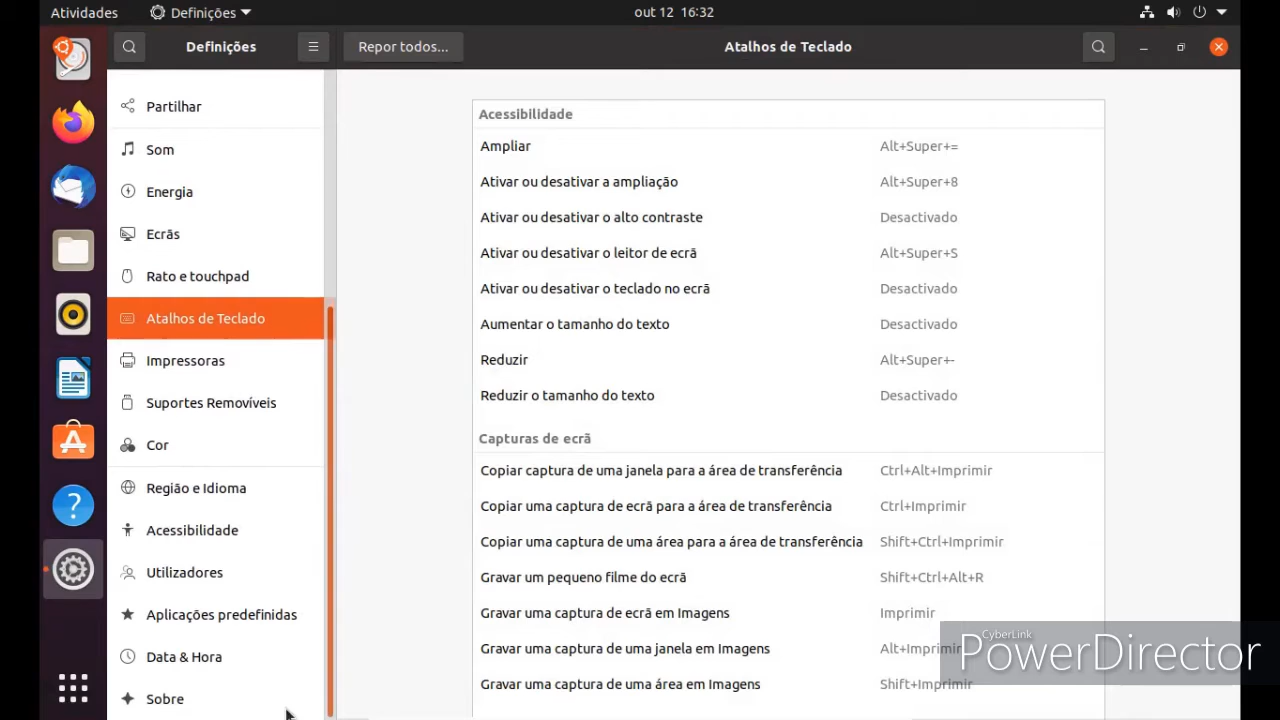 Atividades
Definições
out 12 16:32
Definições
Repor todos...
Atalhos de Teclado
Partilhar
Som
Energia
Ecrãs
Rato e touchpad
Atalhos de Teclado
Impressoras
Suportes Removíveis
Cor
Região e Idioma
Acessibilidade
Utilizadores
Aplicações predefinidas
Data & Hora
Sobre
Acessibilidade
Ampliar Alt+Super+=
Ativar ou desativar a ampliação Alt+Super+8
Ativar ou desativar o alto contraste Desactivado
Ativar ou desativar o leitor de ecrã Alt+Super+S
Ativar ou desativar o teclado no ecrã Desactivado
Aumentar o tamanho do texto Desactivado
Reduzir Alt+Super+-
Reduzir o tamanho do texto Desactivado
Capturas de ecrã
Copiar captura de uma janela para a área de transferência Ctrl+Alt+Imprimir
Copiar uma captura de ecrã para a área de transferência Ctrl+Imprimir
Copiar uma captura de uma área para a área de transferência Shift+Ctrl+Imprimir
Gravar um pequeno filme do ecrã Shift+Ctrl+Alt+R
Gravar uma captura de ecrã em Imagens Imprimir
Gravar uma captura de uma janela em Imagens Alt+Imprimir
Gravar uma captura de uma área em Imagens Shift+Imprimir
CyberLink
PowerDirector